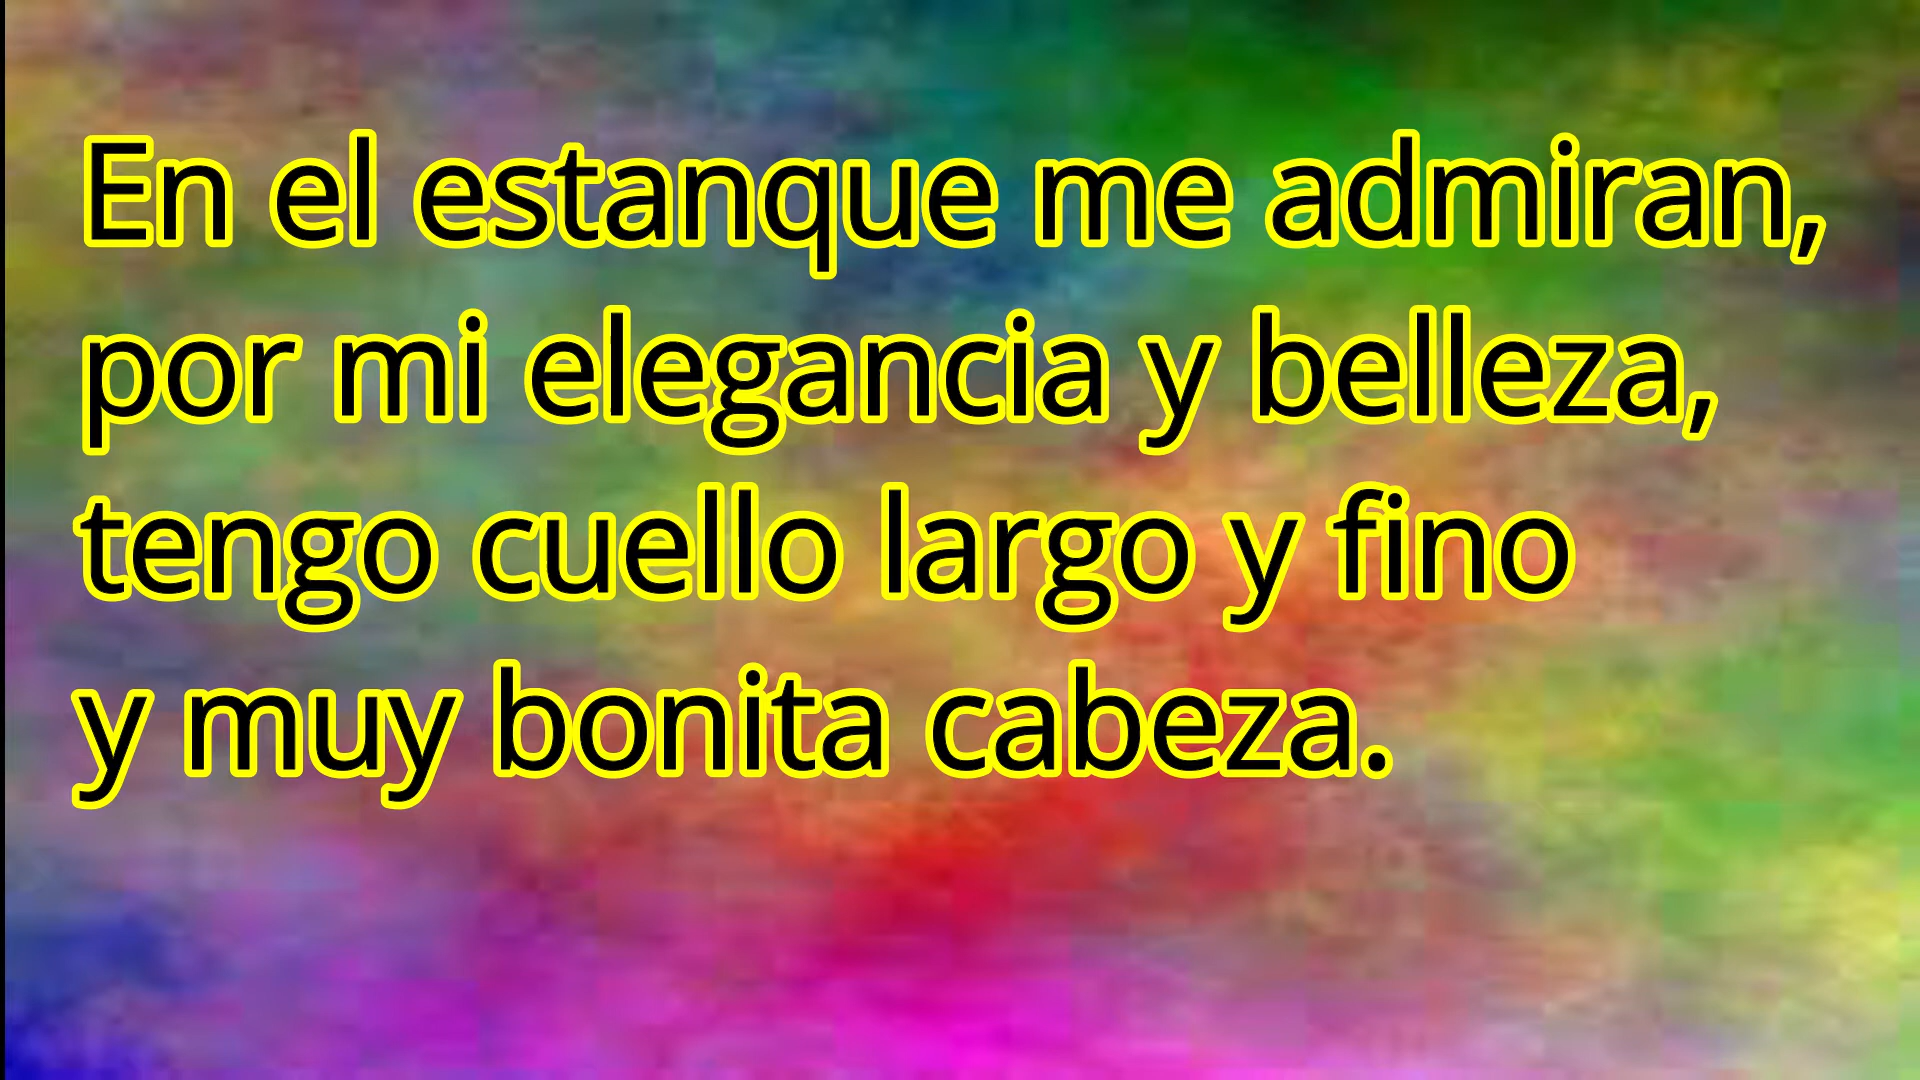 En el estanque me admiran,
por mi elegancia y belleza,
tengo cuello largo y fino
y muy bonita cabeza.